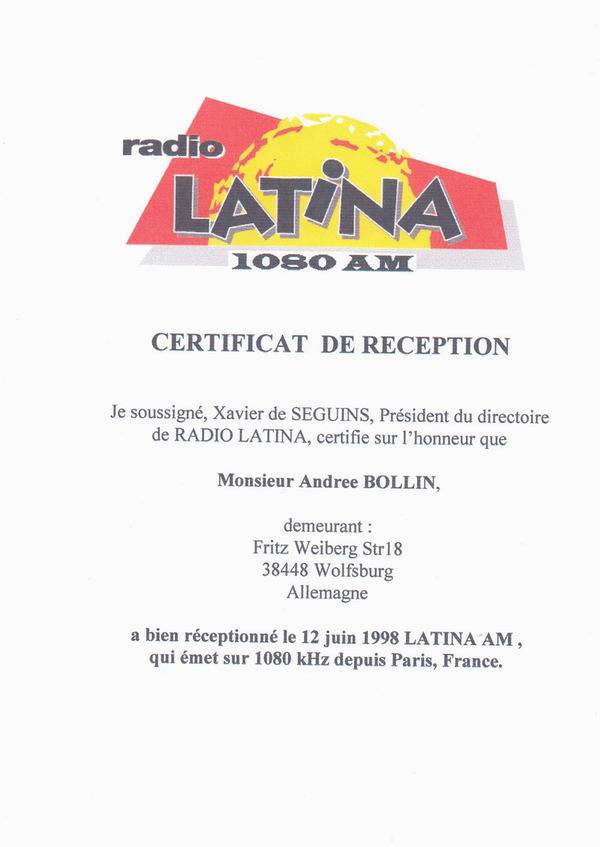 radio
LATINA
1080 AM
CERTIFICAT DE RECEPTION
Je soussigné, Xavier de SEGUINS, Président du directoire
de RADIO LATINA, certifie sur l'honneur que
Monsieur Andree BOLLIN,
demeurant :
Fritz Weiberg Str18
38448 Wolfsburg
Allemagne
a bien réceptionné le 12 juin 1998 LATINA AM ,
qui émet sur 1080 kHz depuis Paris, France.